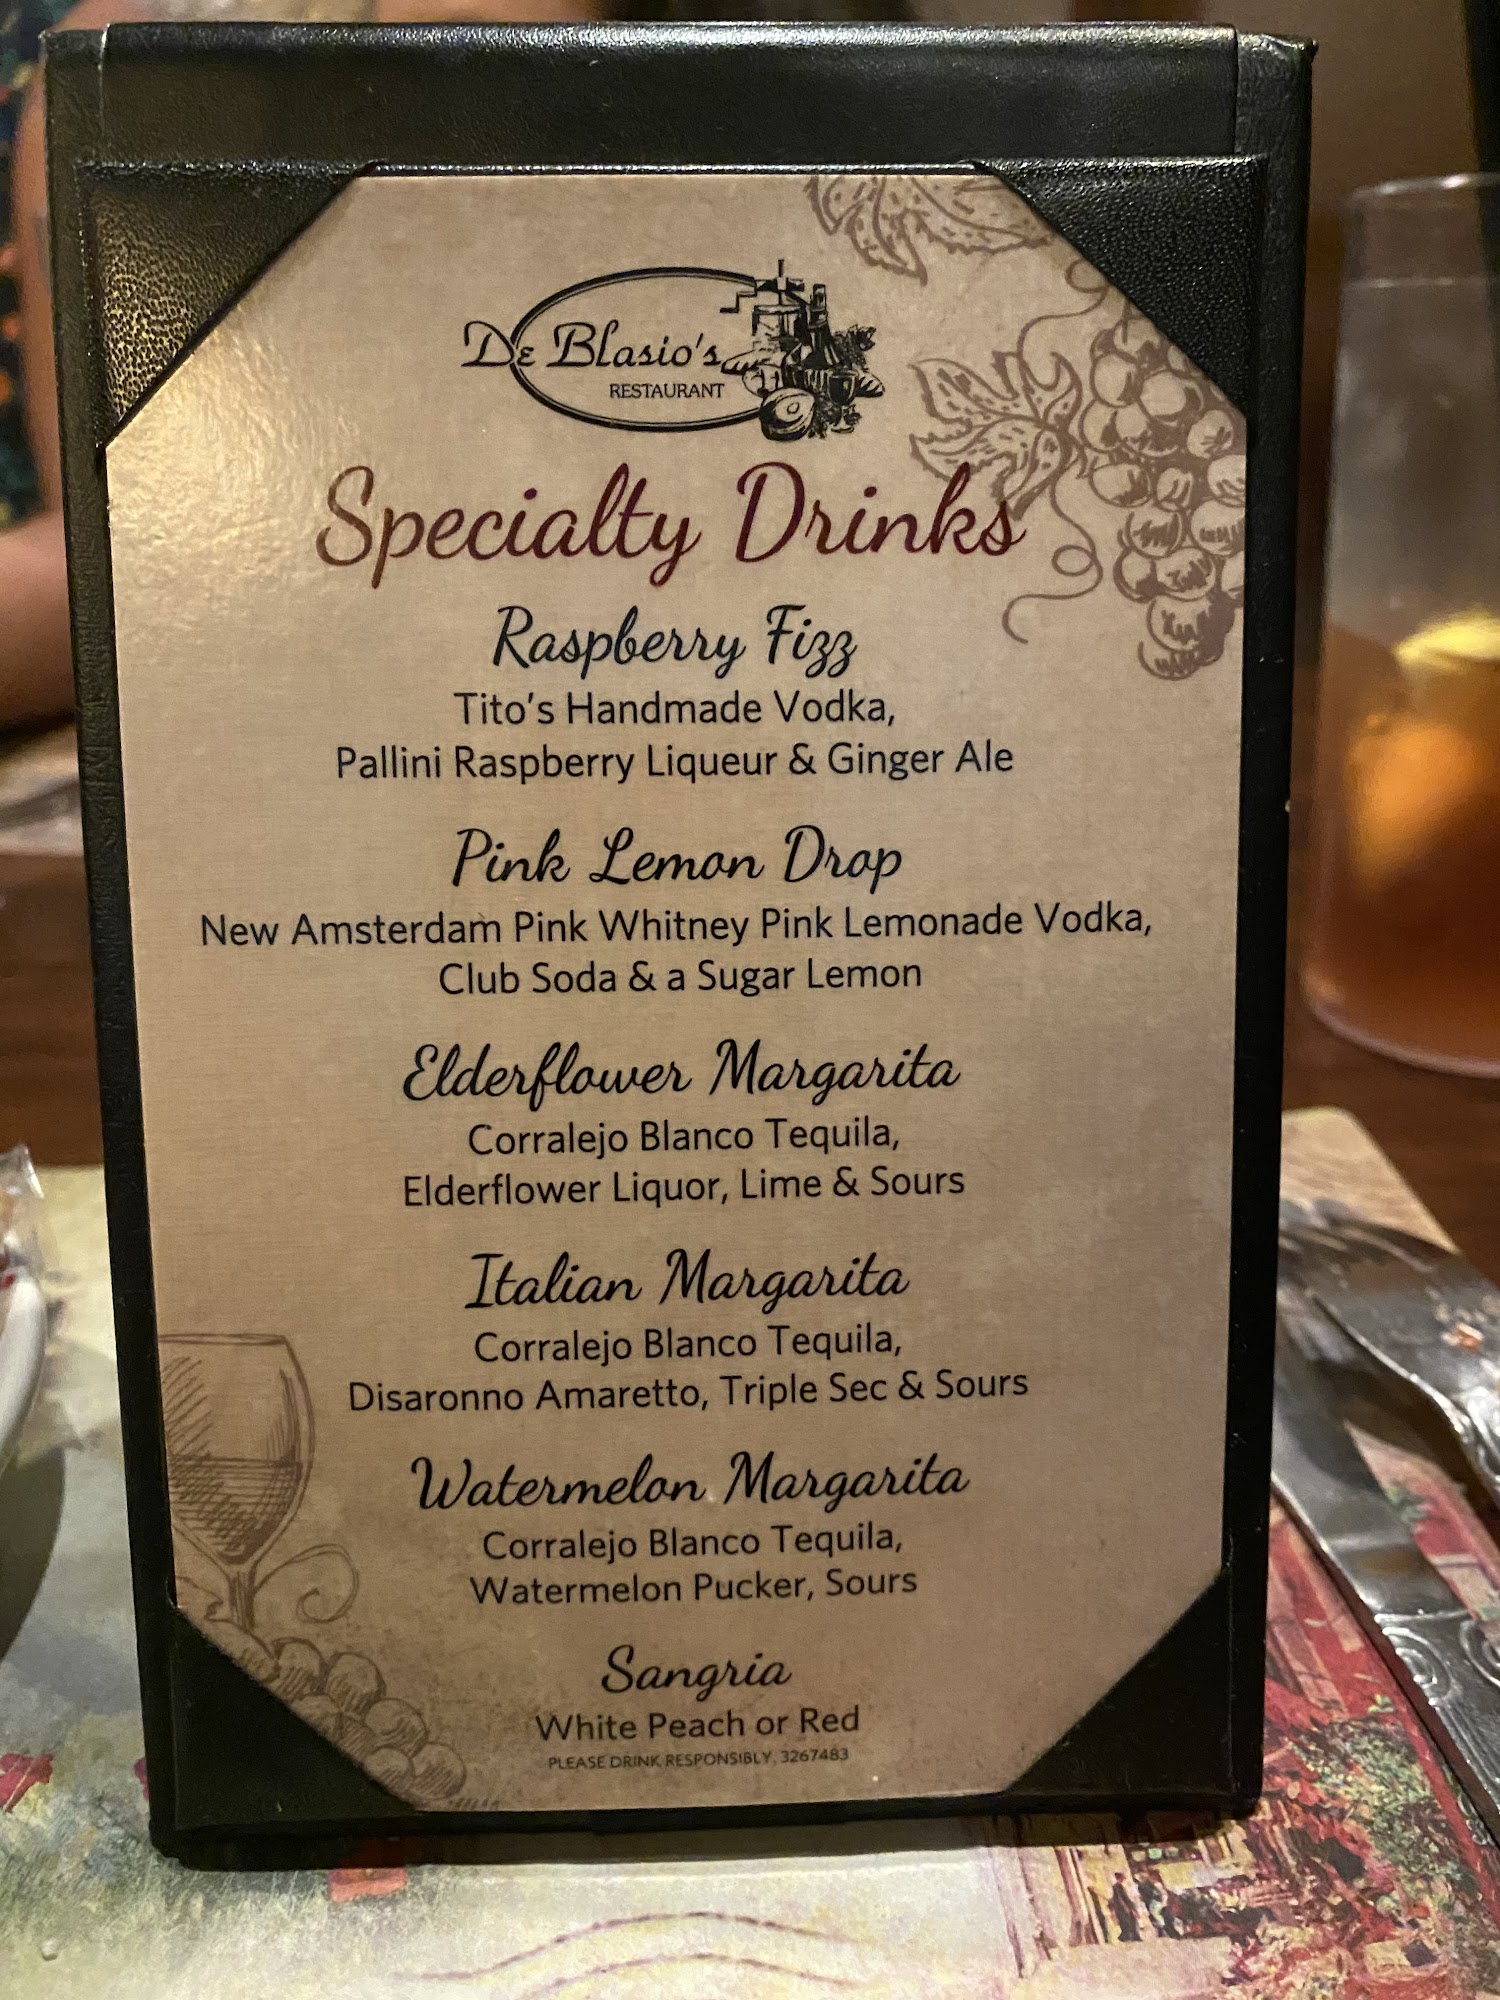 De Blasio's
RESTAURANT
Specialty Drinks
Raspberry Fizz
Tito's Handmade Vodka,
Pallini Raspberry Liqueur & Ginger Ale
Pink Lemon Drop
New Amsterdam Pink Whitney Pink Lemonade Vodka,
Club Soda & a Sugar Lemon
Elderflower Margarita
Corralejo Blanco Tequila,
Elderflower Liquor, Lime & Sours
Italian Margarita
Corralejo Blanco Tequila,
Disaronno Amaretto, Triple Sec & Sours
Watermelon Margarita
Corralejo Blanco Tequila,
Watermelon Pucker, Sours
Sangria
White Peach or Red
PLEASE DRINK RESPONSIBLY, 3267483